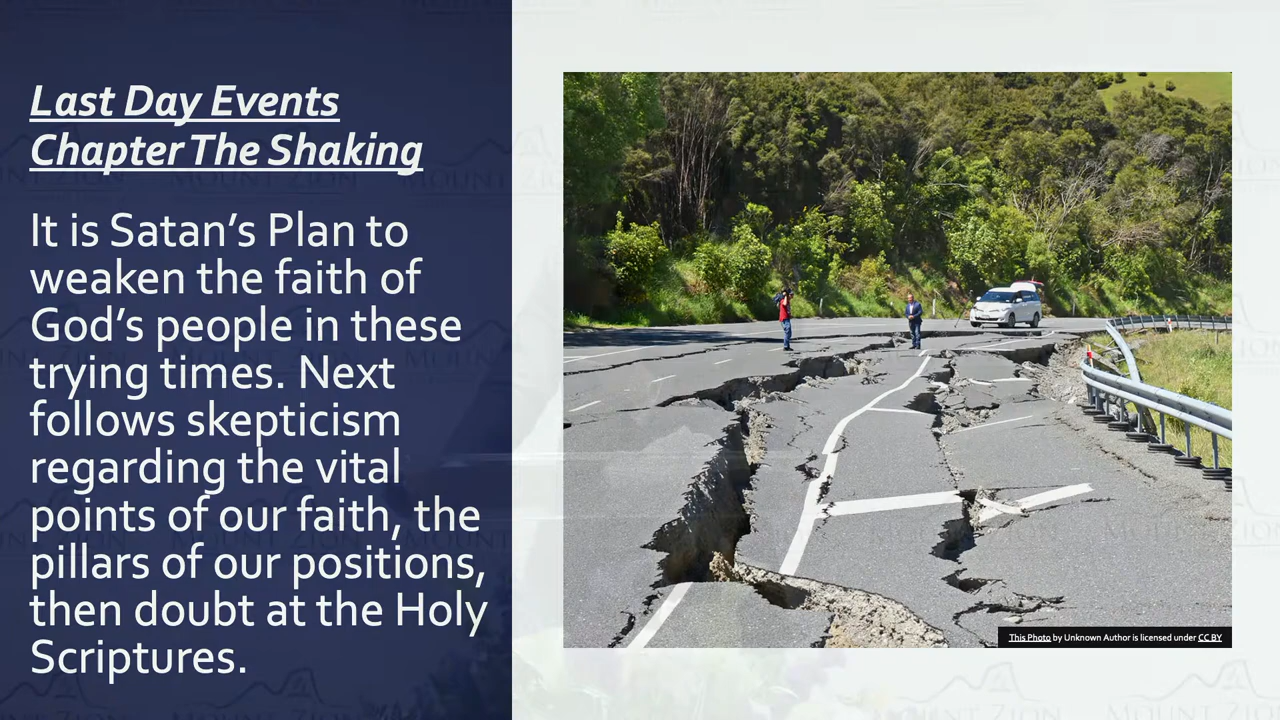 Last Day Events
Chapter The Shaking
It is Satan’s Plan to
weaken the faith of
God’s people in these
trying times. Next
follows skepticism
regarding the vital
points of our faith, the
pillars of our positions,
then doubt at the Holy
Scriptures.
This Photo by Unknown Author is licensed under CC BY
MOUNT ZION